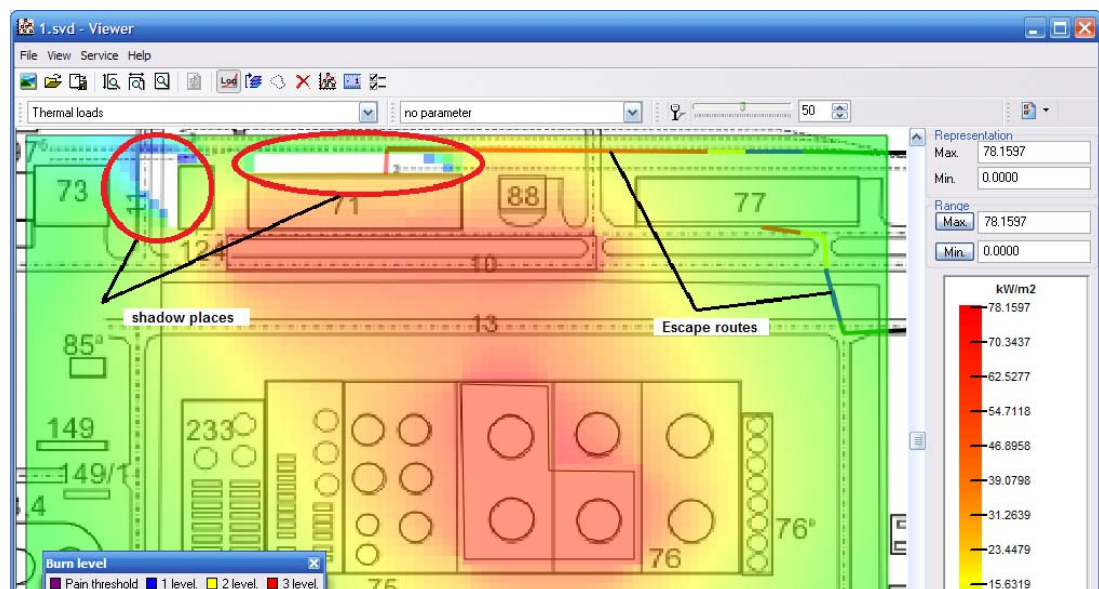 1.svd - Viewer
File View Service Help
Thermal loads
no parameter
50
Representation
Max. 78.1597
Min. 0.0000
Range
Max. 78.1597
Min. 0.0000
kW/m2
78.1597
70.3437
62.5277
54.7118
46.8958
39.0798
31.2639
23.4479
15.6319
73
71
88
77
124
10
shadow places
13
Escape routes
85ª
149
233
149/1
76ª
76
75
Burn level
Pain threshold 1 level. 2 level. 3 level.